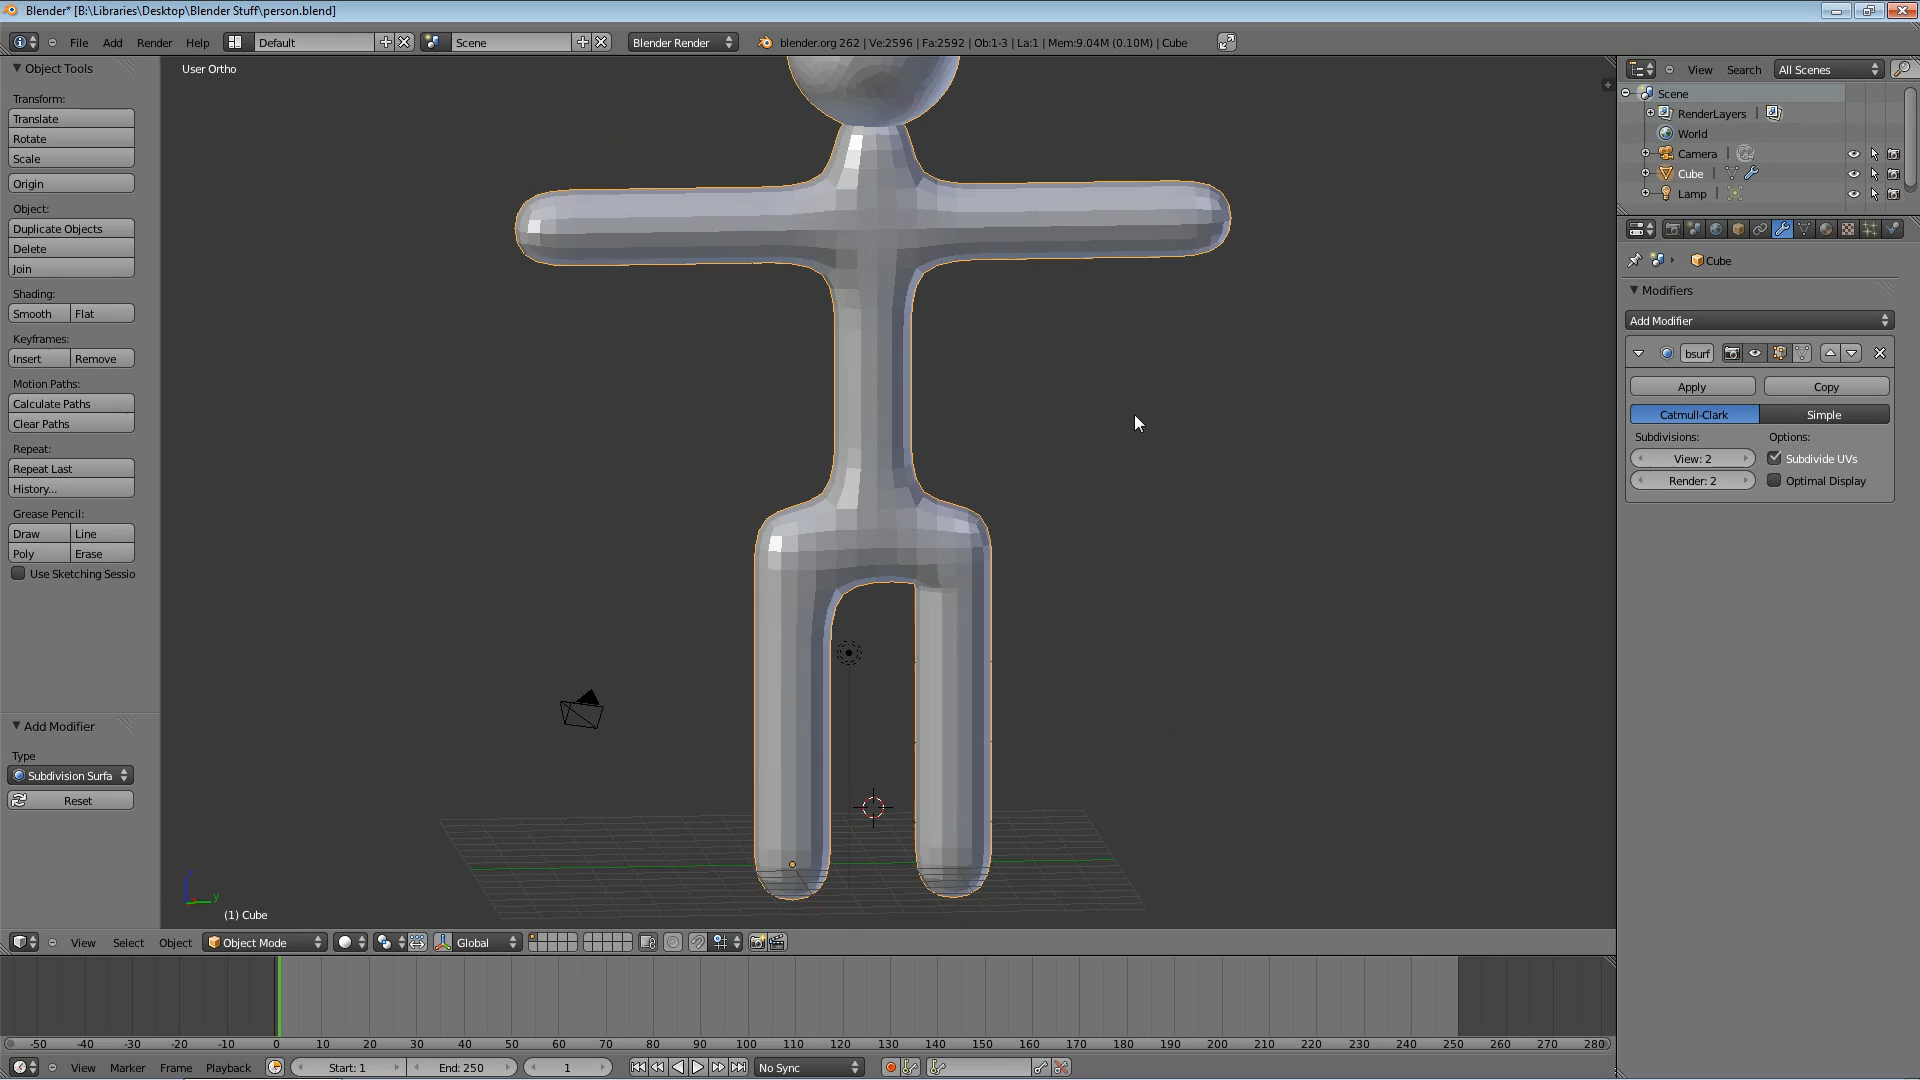 Blender* [B:\Libraries\Desktop\Blender Stuff\person.blend]
File Add Render Help Default Scene Blender Render blender.org 262 | Ve:2596 | Fa:2592 | Ob:1-3 | La:1 | Mem:9.04M (0.10M) | Cube
Object Tools
Transform:
Translate
Rotate
Scale
Origin
Object:
Duplicate Objects
Delete
Join
Shading:
Smooth Flat
Keyframes:
Insert Remove
Motion Paths:
Calculate Paths
Clear Paths
Repeat:
Repeat Last
History...
Grease Pencil:
Draw Line
Poly Erase
Use Sketching Sessio
Add Modifier
Type
Subdivision Surfa
Reset
User Ortho
y
(1) Cube
View Search All Scenes
Scene
RenderLayers |
World
Camera |
Cube |
Lamp |
Cube
Modifiers
Add Modifier
bsurf
Apply Copy
Catmull-Clark Simple
Subdivisions: Options:
View: 2 Subdivide UVs
Render: 2 Optimal Display
View Select Object Object Mode Global
-50 -40 -30 -20 -10 0 10 20 30 40 50 60 70 80 90 100 110 120 130 140 150 160 170 180 190 200 210 220 230 240 250 260 270 280
View Marker Frame Playback Start: 1 End: 250 1 No Sync